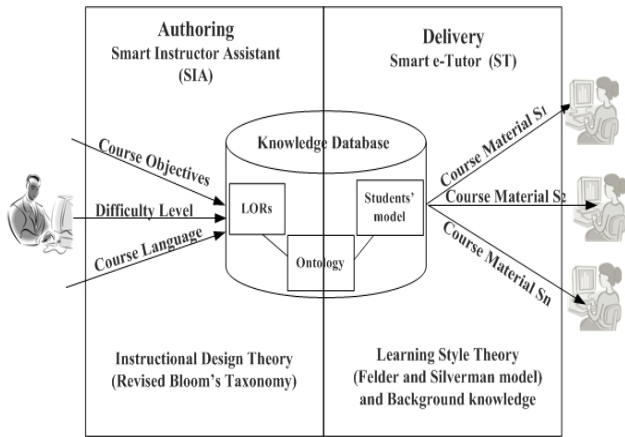 Authoring
Smart Instructor Assistant
(SIA)
Delivery
Smart e-Tutor (ST)
Knowledge Database
Course Objectives
Difficulty Level
Course Language
LORs
Students'
model
Ontology
Course Material S1
Course Material S2
Course Material Sn
Instructional Design Theory
(Revised Bloom's Taxonomy)
Learning Style Theory
(Felder and Silverman model)
and Background knowledge